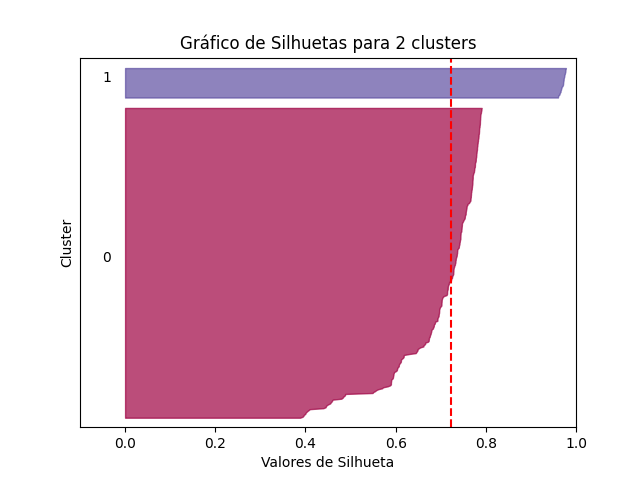 Gráfico de Silhuetas para 2 clusters
1
0
Cluster
0.0 0.2 0.4 0.6 0.8 1.0
Valores de Silhueta